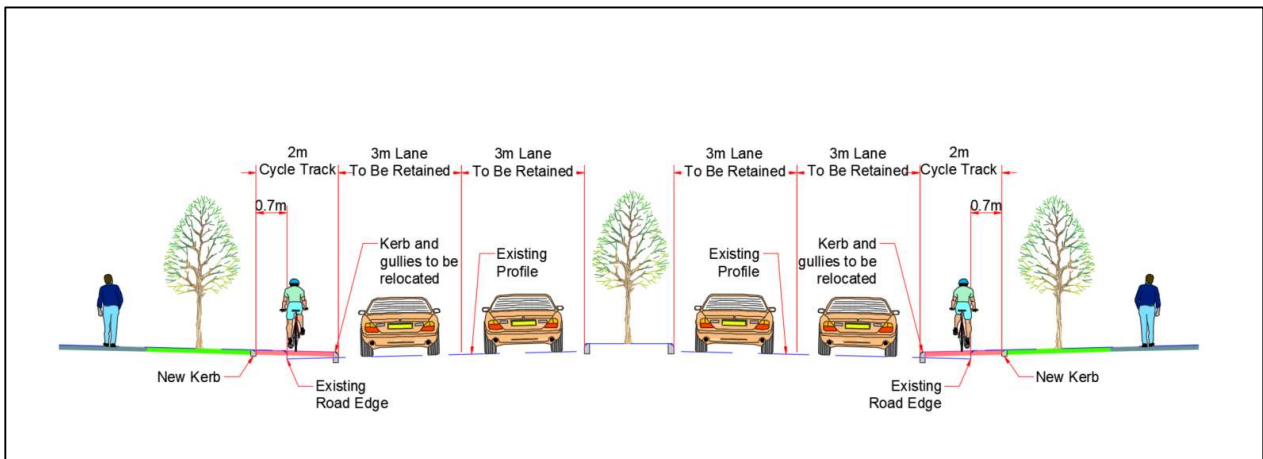 2m
Cycle Track
3m Lane
To Be Retained
3m Lane
To Be Retained
3m Lane
To Be Retained
3m Lane
To Be Retained
2m
Cycle Track
0.7m
0.7m
Kerb and
gullies to be
relocated
Existing
Profile
Existing
Profile
Kerb and
gullies to be
relocated
New Kerb
Existing
Road Edge
Existing
Road Edge
New Kerb